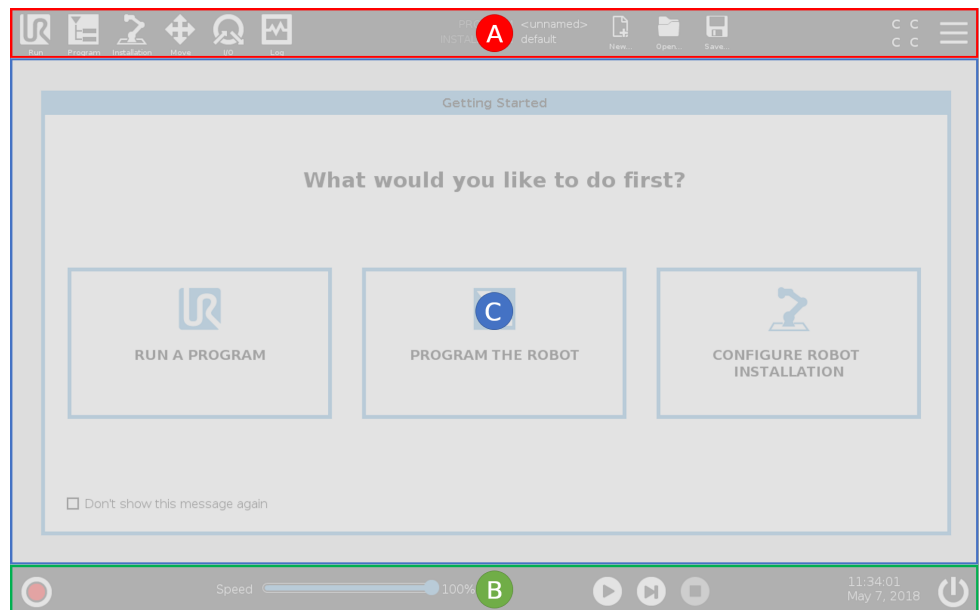 Run Program Installation Move I/O Log
A
<unnamed>
default
New... Open... Save...
C C
C C
Getting Started
What would you like to do first?
C
RUN A PROGRAM
PROGRAM THE ROBOT
CONFIGURE ROBOT
INSTALLATION
Don't show this message again
Speed 100% B
11:34:01
May 7, 2018